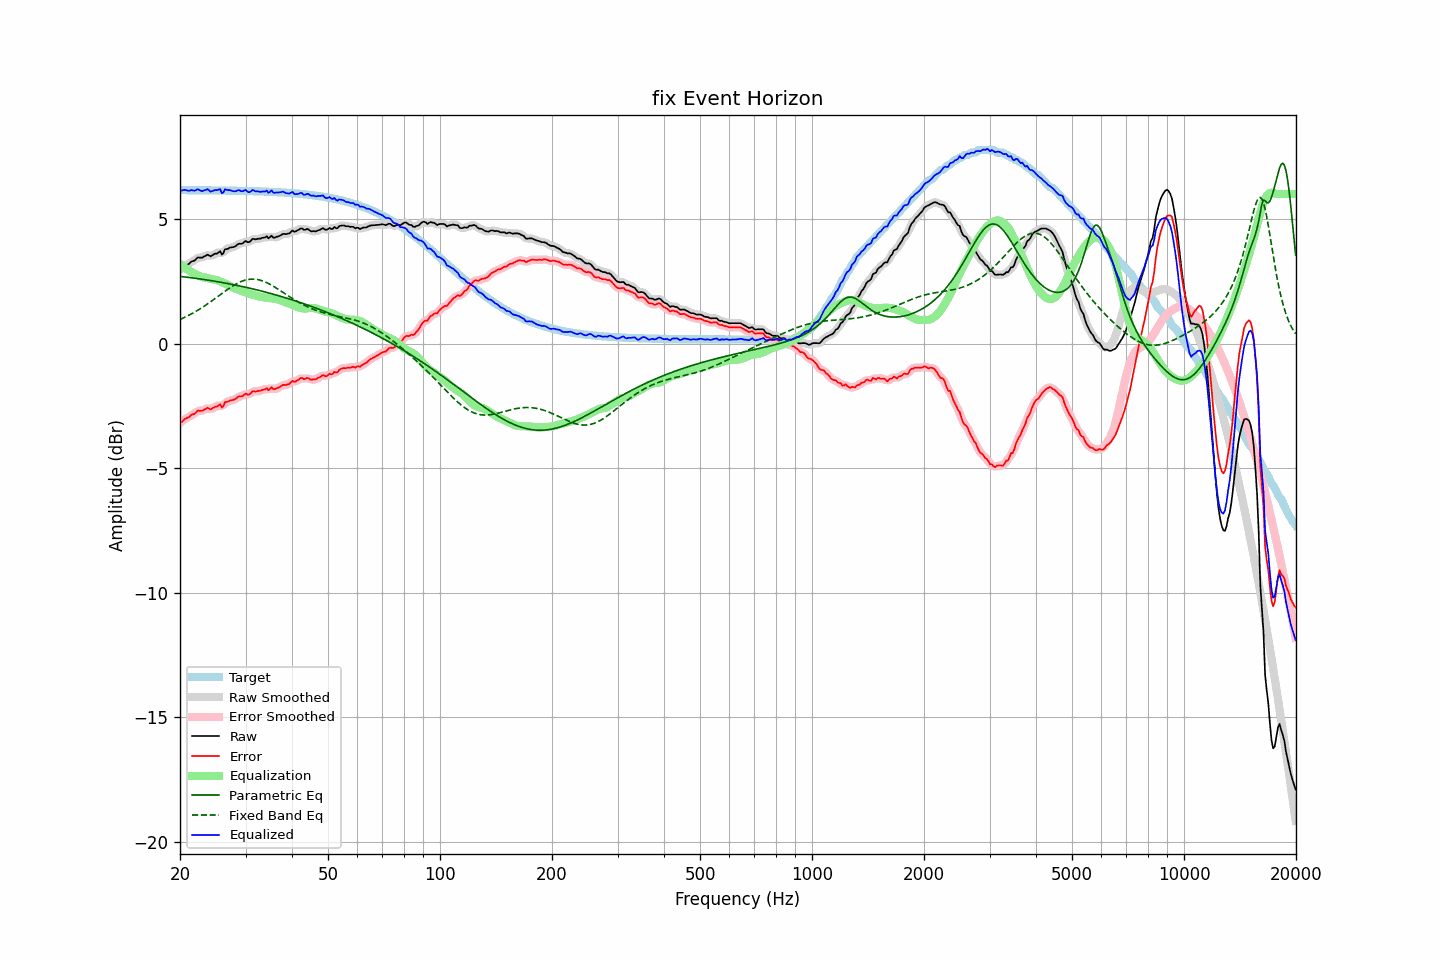 fix Event Horizon
Amplitude (dBr)
5
0
−5
−10
−15
−20
Target
Raw Smoothed
Error Smoothed
Raw
Error
Equalization
Parametric Eq
Fixed Band Eq
Equalized
20 50 100 200 500 1000 2000 5000 10000 20000
Frequency (Hz)